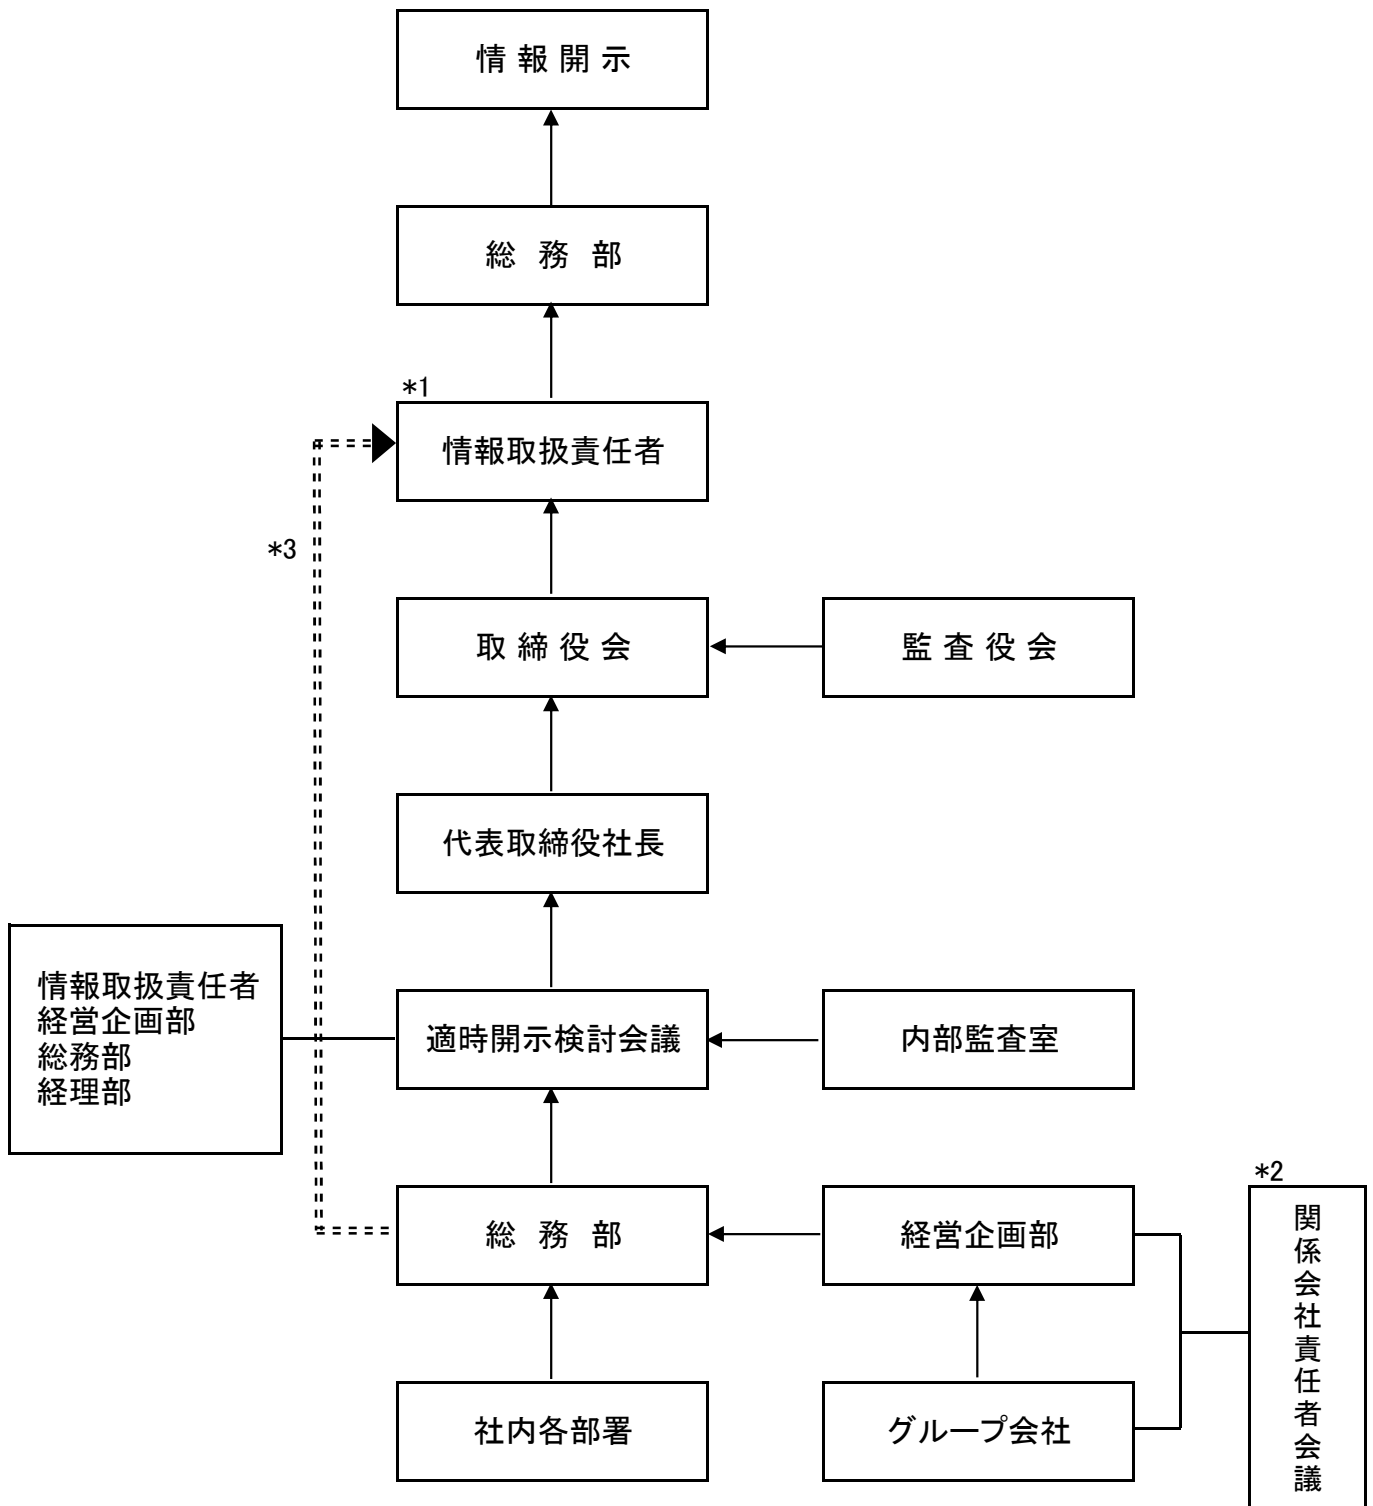 情報開示
総務部
*1
情報取扱責任者
*3
取締役会
監査役会
代表取締役社長
情報取扱責任者
経営企画部
総務部
経理部
適時開示検討会議
内部監査室
*2
総務部
経営企画部
関係会社責任者会議
社内各部署
グループ会社